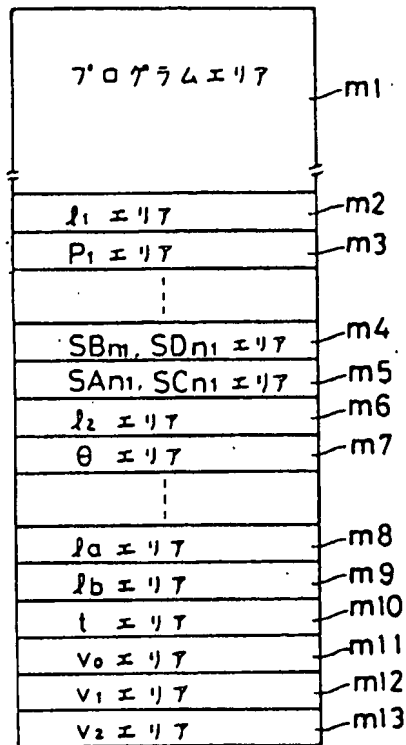 プログラムエリア m1
l₁ エリア m2
P₁ エリア m3
SBn₁, SDn₁ エリア m4
SAn₁, SCn₁ エリア m5
l₂ エリア m6
θ エリア m7
la エリア m8
lb エリア m9
t エリア m10
v₀ エリア m11
v₁ エリア m12
v₂ エリア m13